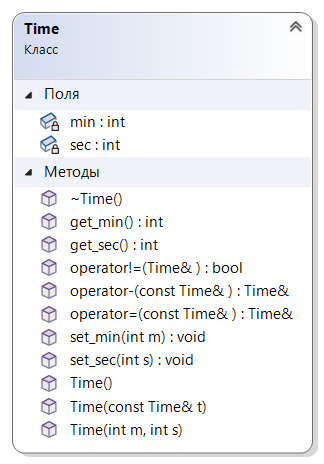 Time
Класс
Поля
min : int
sec : int
Методы
~Time()
get_min() : int
get_sec() : int
operator!=(Time& ) : bool
operator-(const Time& ) : Time&
operator=(const Time& ) : Time&
set_min(int m) : void
set_sec(int s) : void
Time()
Time(const Time& t)
Time(int m, int s)